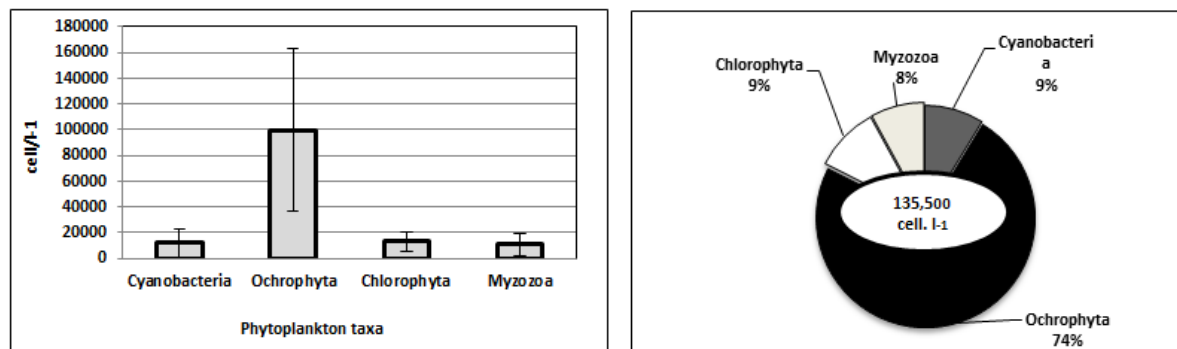 180000
160000
140000
120000
100000
80000
60000
40000
20000
0
cell/l-1
Cyanobacteria Ochrophyta Chlorophyta Myzozoa
Phytoplankton taxa
Cyanobacteri
a
9%
Myzozoa
8%
Chlorophyta
9%
135,500
cell. l-1
Ochrophyta
74%